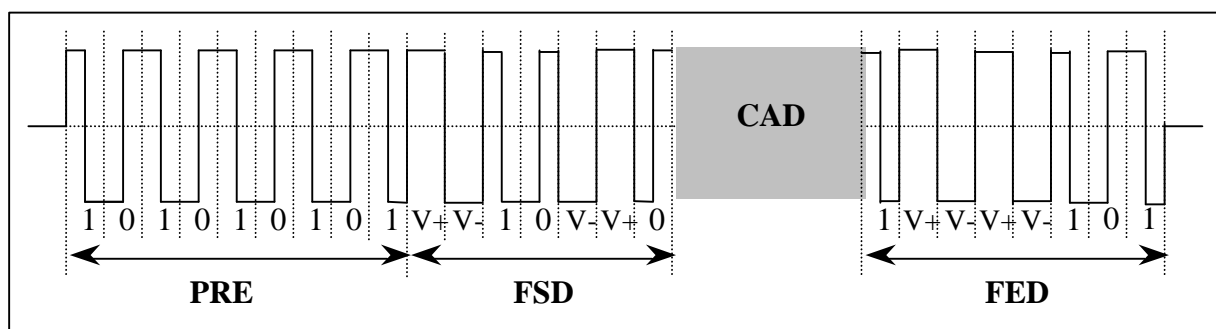 CAD
1 0 1 0 1 0 1 0 1 V+ V- 1 0 V- V+ 0 1 V+ V- V+ V- 1 0 1
PRE FSD FED